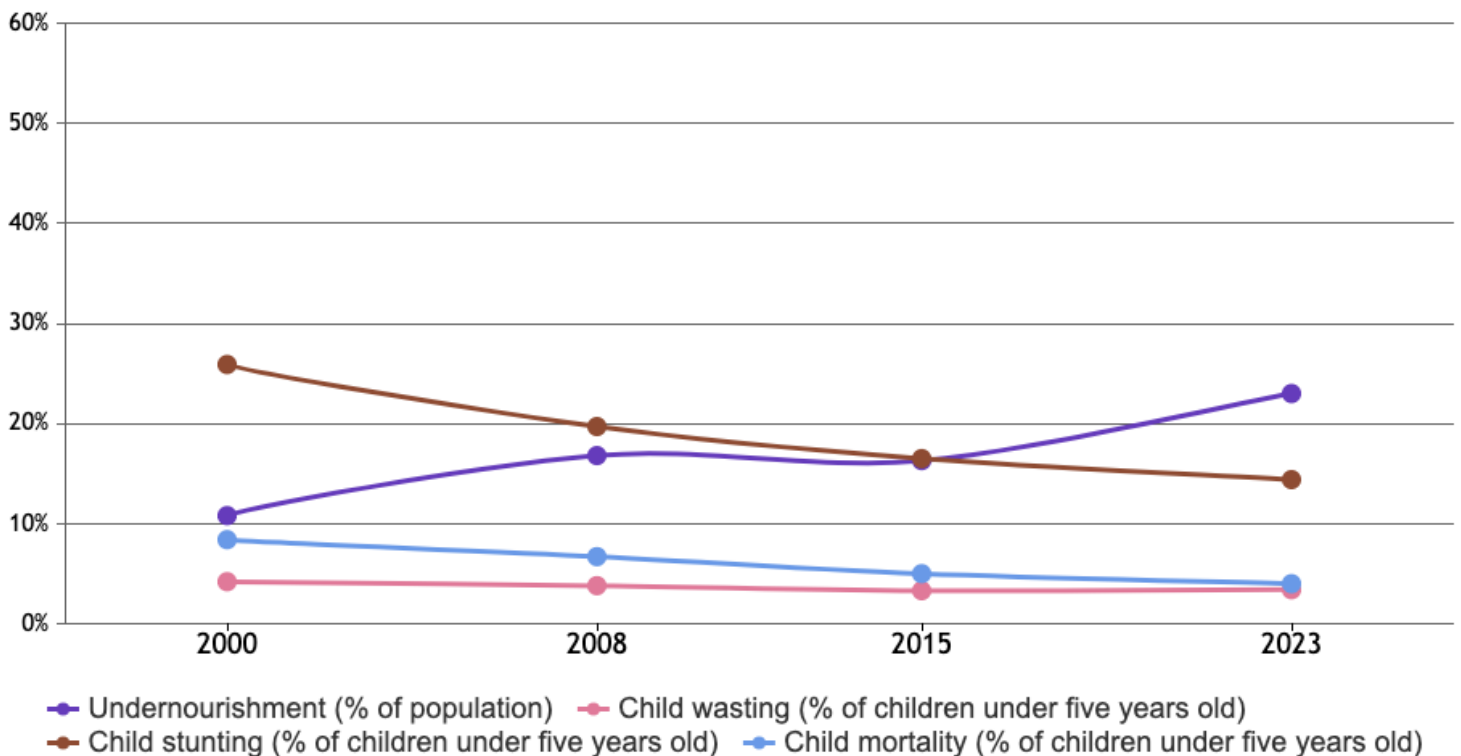 60%
50%
40%
30%
20%
10%
0%
2000 2008 2015 2023
Undernourishment (% of population) Child wasting (% of children under five years old)
Child stunting (% of children under five years old) Child mortality (% of children under five years old)